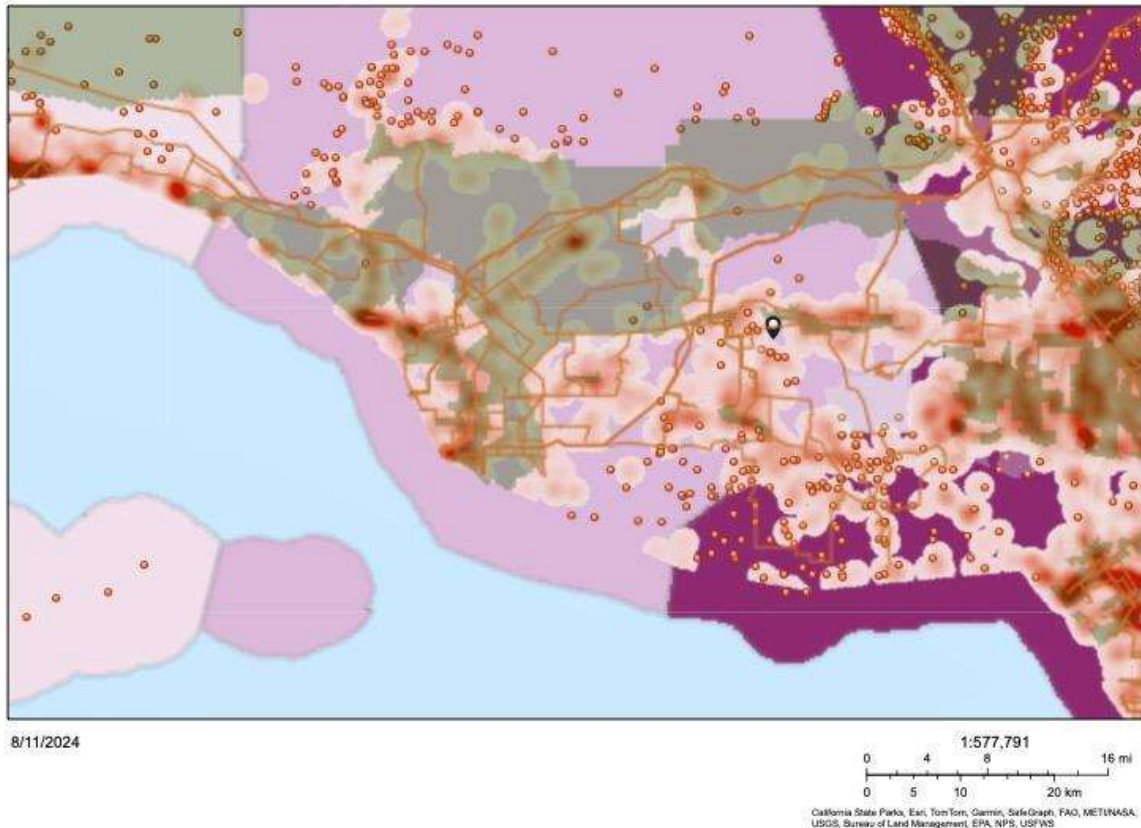 8/11/2024
1:577,791
0 4 8 16 mi
0 5 10 20 km
California State Parks, Esri, TomTom, Garmin, SafeGraph, FAO, METI/NASA,
USGS, Bureau of Land Management, EPA, NPS, USFWS